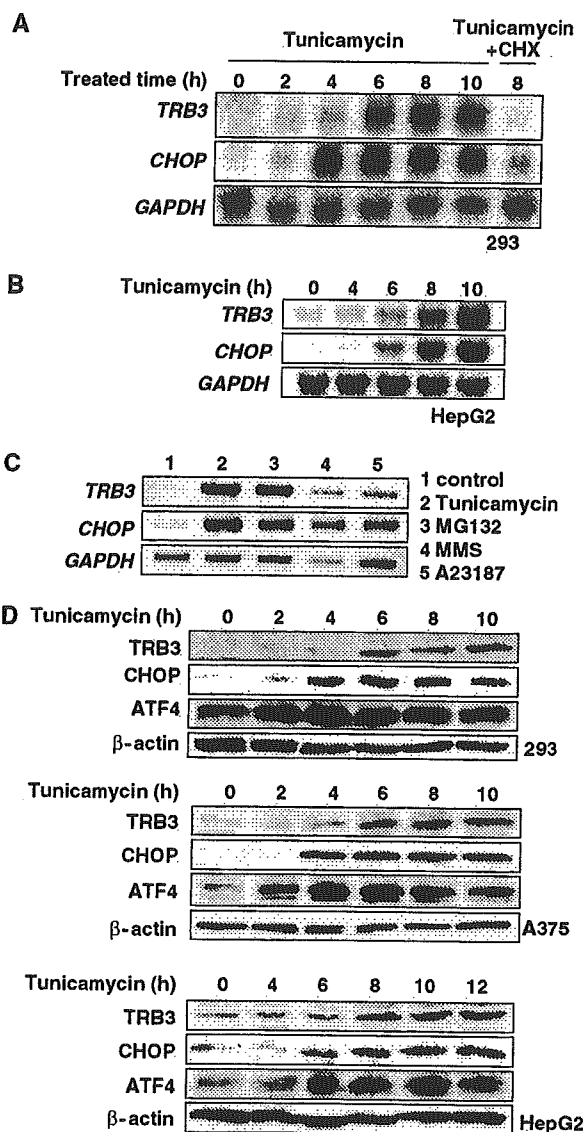 A
Tunicamycin
Tunicamycin +CHX
Treated time (h) 0 2 4 6 8 10 8
TRB3
CHOP
GAPDH
293
B
Tunicamycin (h) 0 4 6 8 10
TRB3
CHOP
GAPDH
HepG2
C
1 2 3 4 5
TRB3
CHOP
GAPDH
1 control
2 Tunicamycin
3 MG132
4 MMS
5 A23187
D
Tunicamycin (h) 0 2 4 6 8 10
TRB3
CHOP
ATF4
β-actin
293
Tunicamycin (h) 0 2 4 6 8 10
TRB3
CHOP
ATF4
β-actin
A375
Tunicamycin (h) 0 4 6 8 10 12
TRB3
CHOP
ATF4
β-actin
HepG2